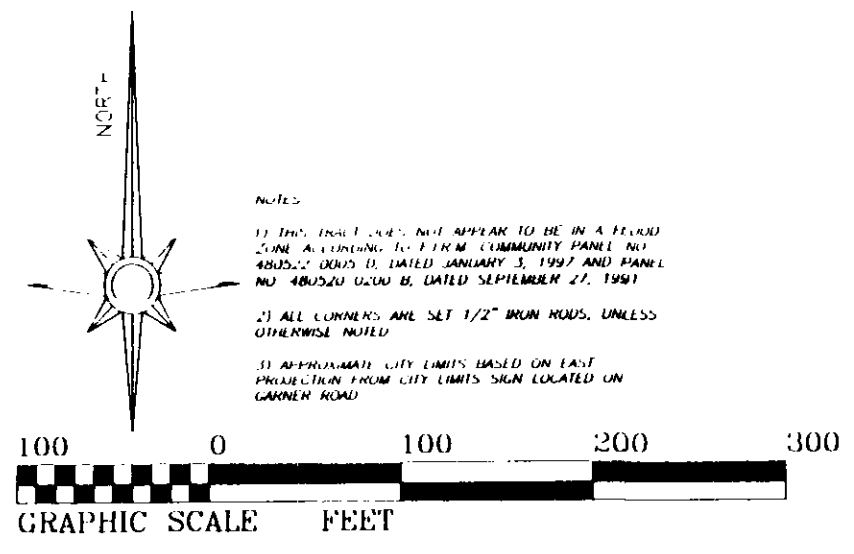 NORTH
NOTES
1) THIS TRACT DOES NOT APPEAR TO BE IN A FLOOD
ZONE ACCORDING TO F.I.R.M. COMMUNITY PANEL NO
480522 0005 D, DATED JANUARY 3, 1997 AND PANEL
NO. 480520 0200 B, DATED SEPTEMBER 27, 1991
2) ALL CORNERS ARE SET 1/2" IRON RODS, UNLESS
OTHERWISE NOTED
3) APPROXIMATE CITY LIMITS BASED ON EAST
PROJECTION FROM CITY LIMITS SIGN LOCATED ON
GARNER ROAD
100 0 100 200 300
GRAPHIC SCALE FEET